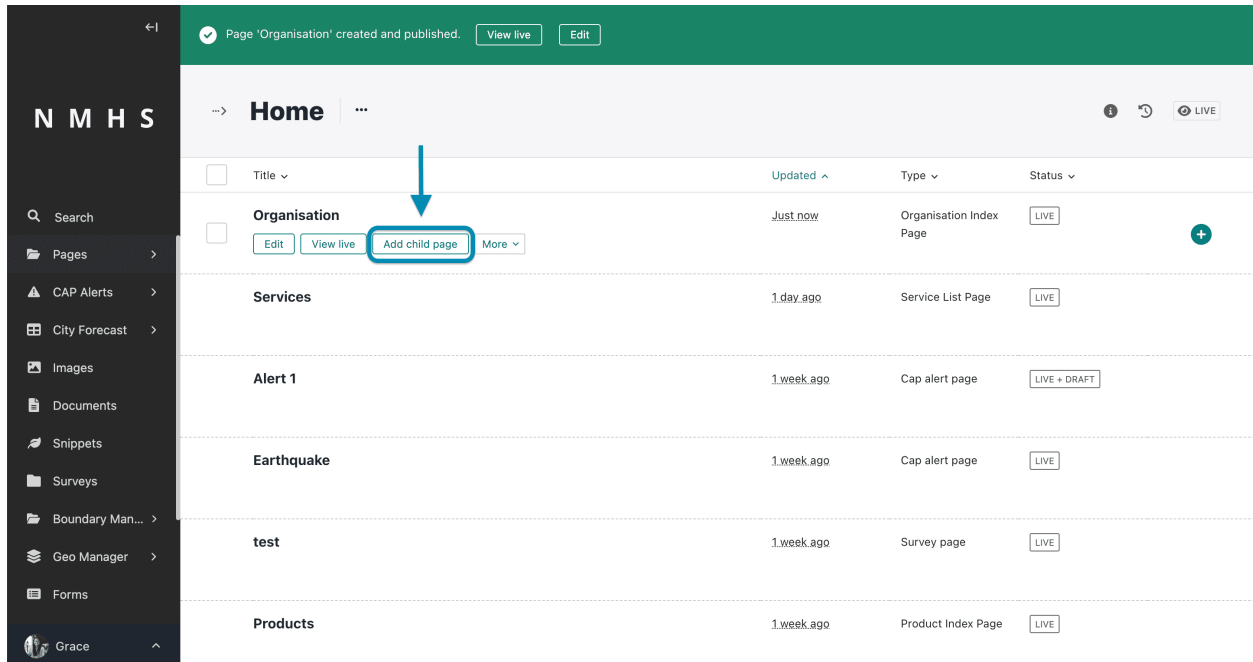 Page 'Organisation' created and published. View live Edit
N M H S
Home ...
LIVE
Title Updated Type Status
Search
Pages
CAP Alerts
City Forecast
Images
Documents
Snippets
Surveys
Boundary Man...
Geo Manager
Forms
Grace
Organisation Just now Organisation Index LIVE
Page
Edit View live Add child page More
Services 1 day ago Service List Page LIVE
Alert 1 1 week ago Cap alert page LIVE + DRAFT
Earthquake 1 week ago Cap alert page LIVE
test 1 week ago Survey page LIVE
Products 1 week ago Product Index Page LIVE